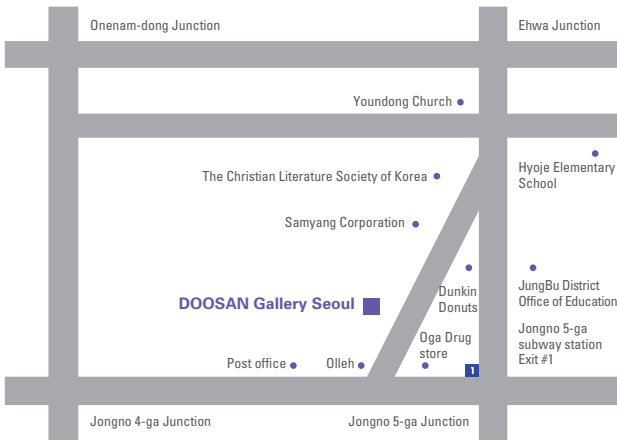 Onenam-dong Junction
Ehwa Junction
Youndong Church
Hyoje Elementary
School
The Christian Literature Society of Korea
Samyang Corporation
Dunkin
Donuts
JungBu District
Office of Education
DOOSAN Gallery Seoul
Oga Drug
store
Jongno 5-ga
subway station
Exit #1
Post office
Olleh
1
Jongno 4-ga Junction
Jongno 5-ga Junction